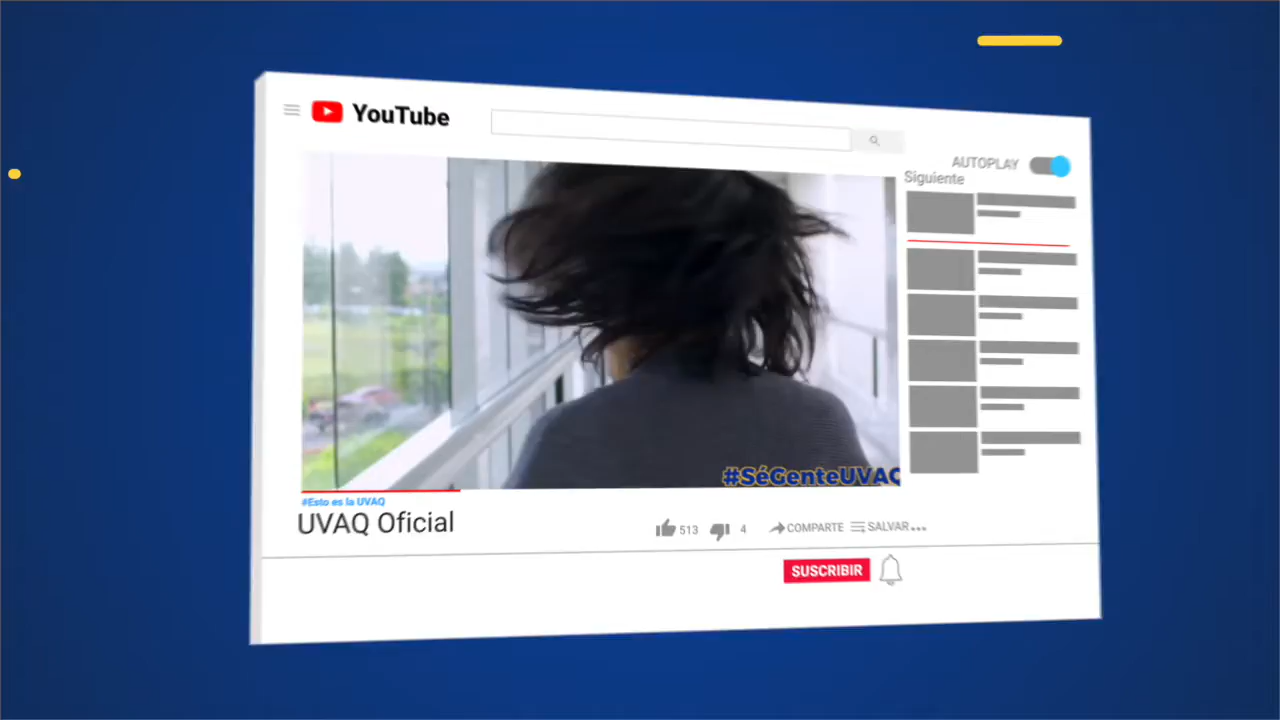 YouTube
AUTOPLAY
Siguiente
#SéGenteUVAQ
#Esto es la UVAQ
UVAQ Oficial
513
4
COMPARTE
SALVAR
SUSCRIBIR